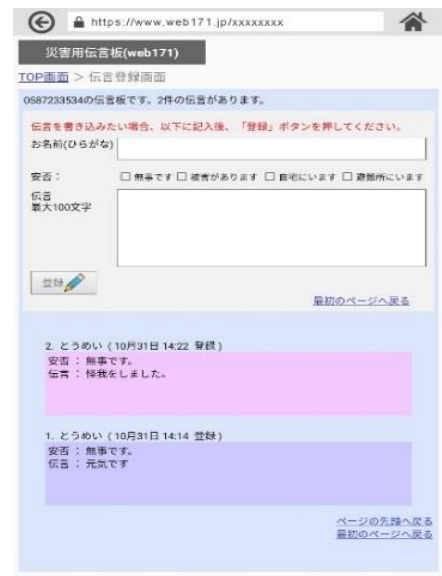 https://www.web171.jp/xxxxxxxx
災害用伝言板(web171)
TOP画面 > 伝言登録画面
0587233534の伝言板です。2件の伝言があります。
伝言を書き込みたい場合、以下に記入後、「登録」ボタンを押してください。
お名前(ひらがな)
安否: □ 無事です □ 被害があります □ 自宅にいます □ 避難所にいます
伝言
最大100文字
登録
最初のページへ戻る
2. とうめい (10月31日 14:22 登録)
安否 : 無事です。
伝言 : 怪我をしました。
1. とうめい (10月31日 14:14 登録)
安否 : 無事です。
伝言 : 元気です
ページの先頭へ戻る
最初のページへ戻る